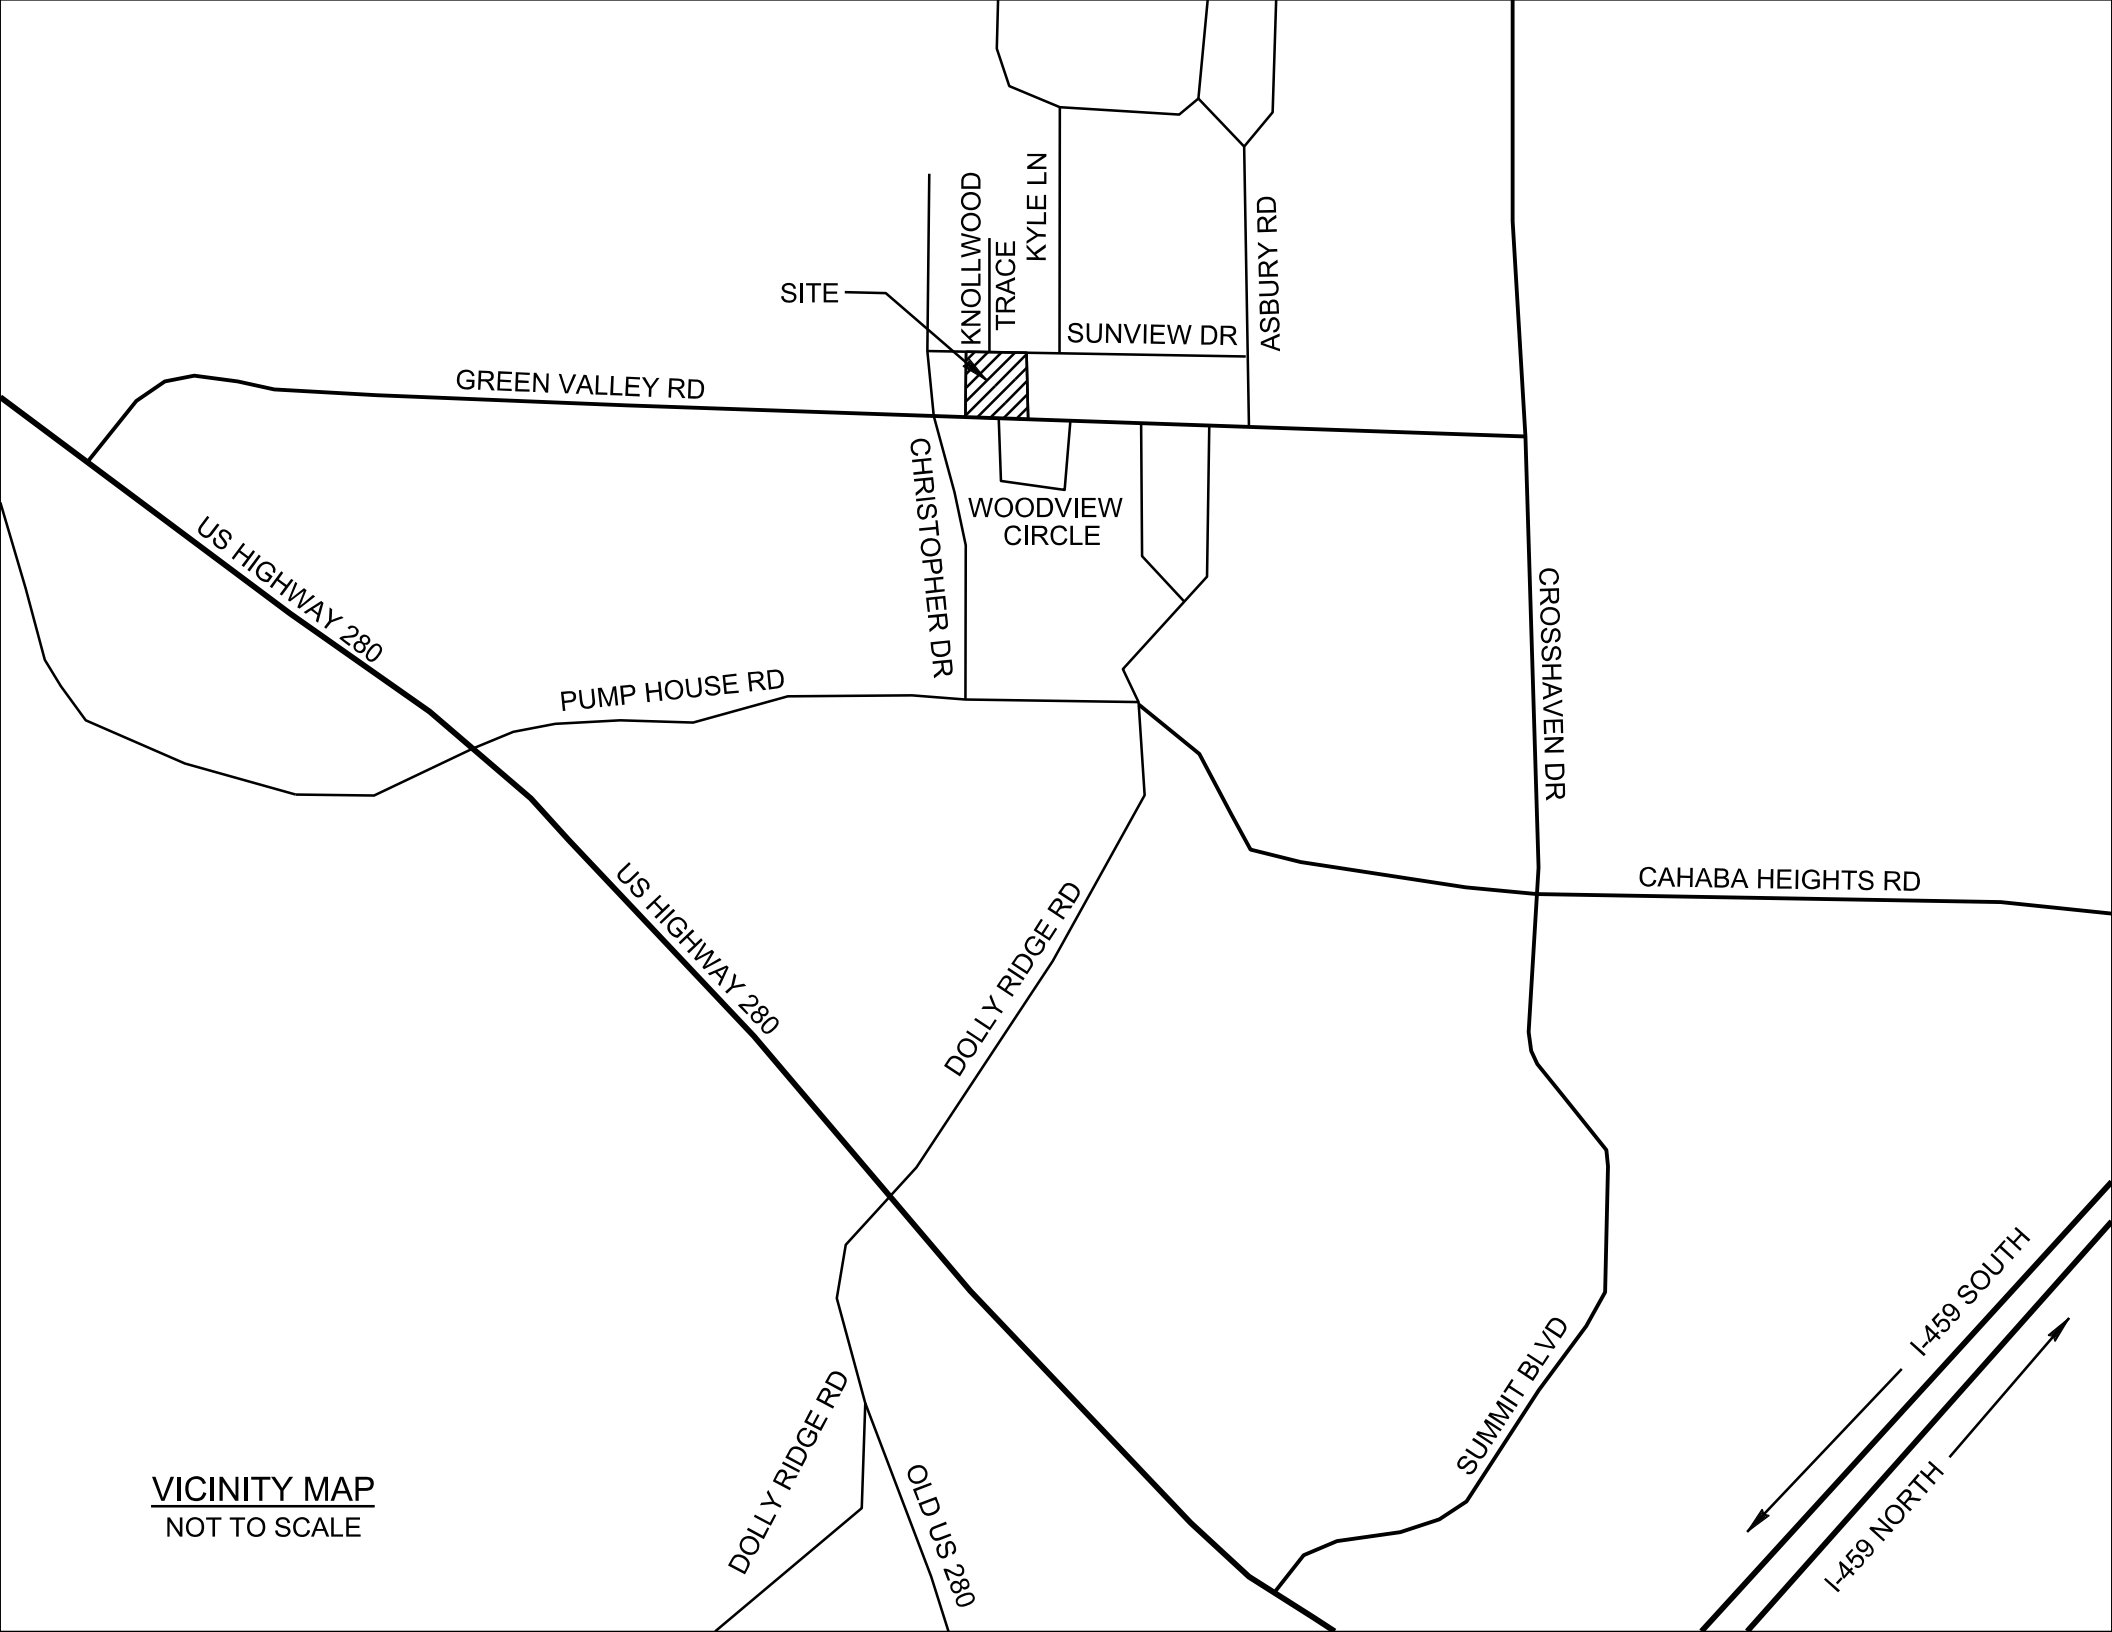 KNOLLWOOD
TRACE
KYLE LN
ASBURY RD
SITE
SUNVIEW DR
GREEN VALLEY RD
CHRISTOPHER DR
WOODVIEW
CIRCLE
US HIGHWAY 280
CROSSHAVEN DR
PUMP HOUSE RD
CAHABA HEIGHTS RD
US HIGHWAY 280
DOLLY RIDGE RD
I-459 SOUTH
SUMMIT BLVD
DOLLY RIDGE RD
OLD US 280
I-459 NORTH
VICINITY MAP
NOT TO SCALE